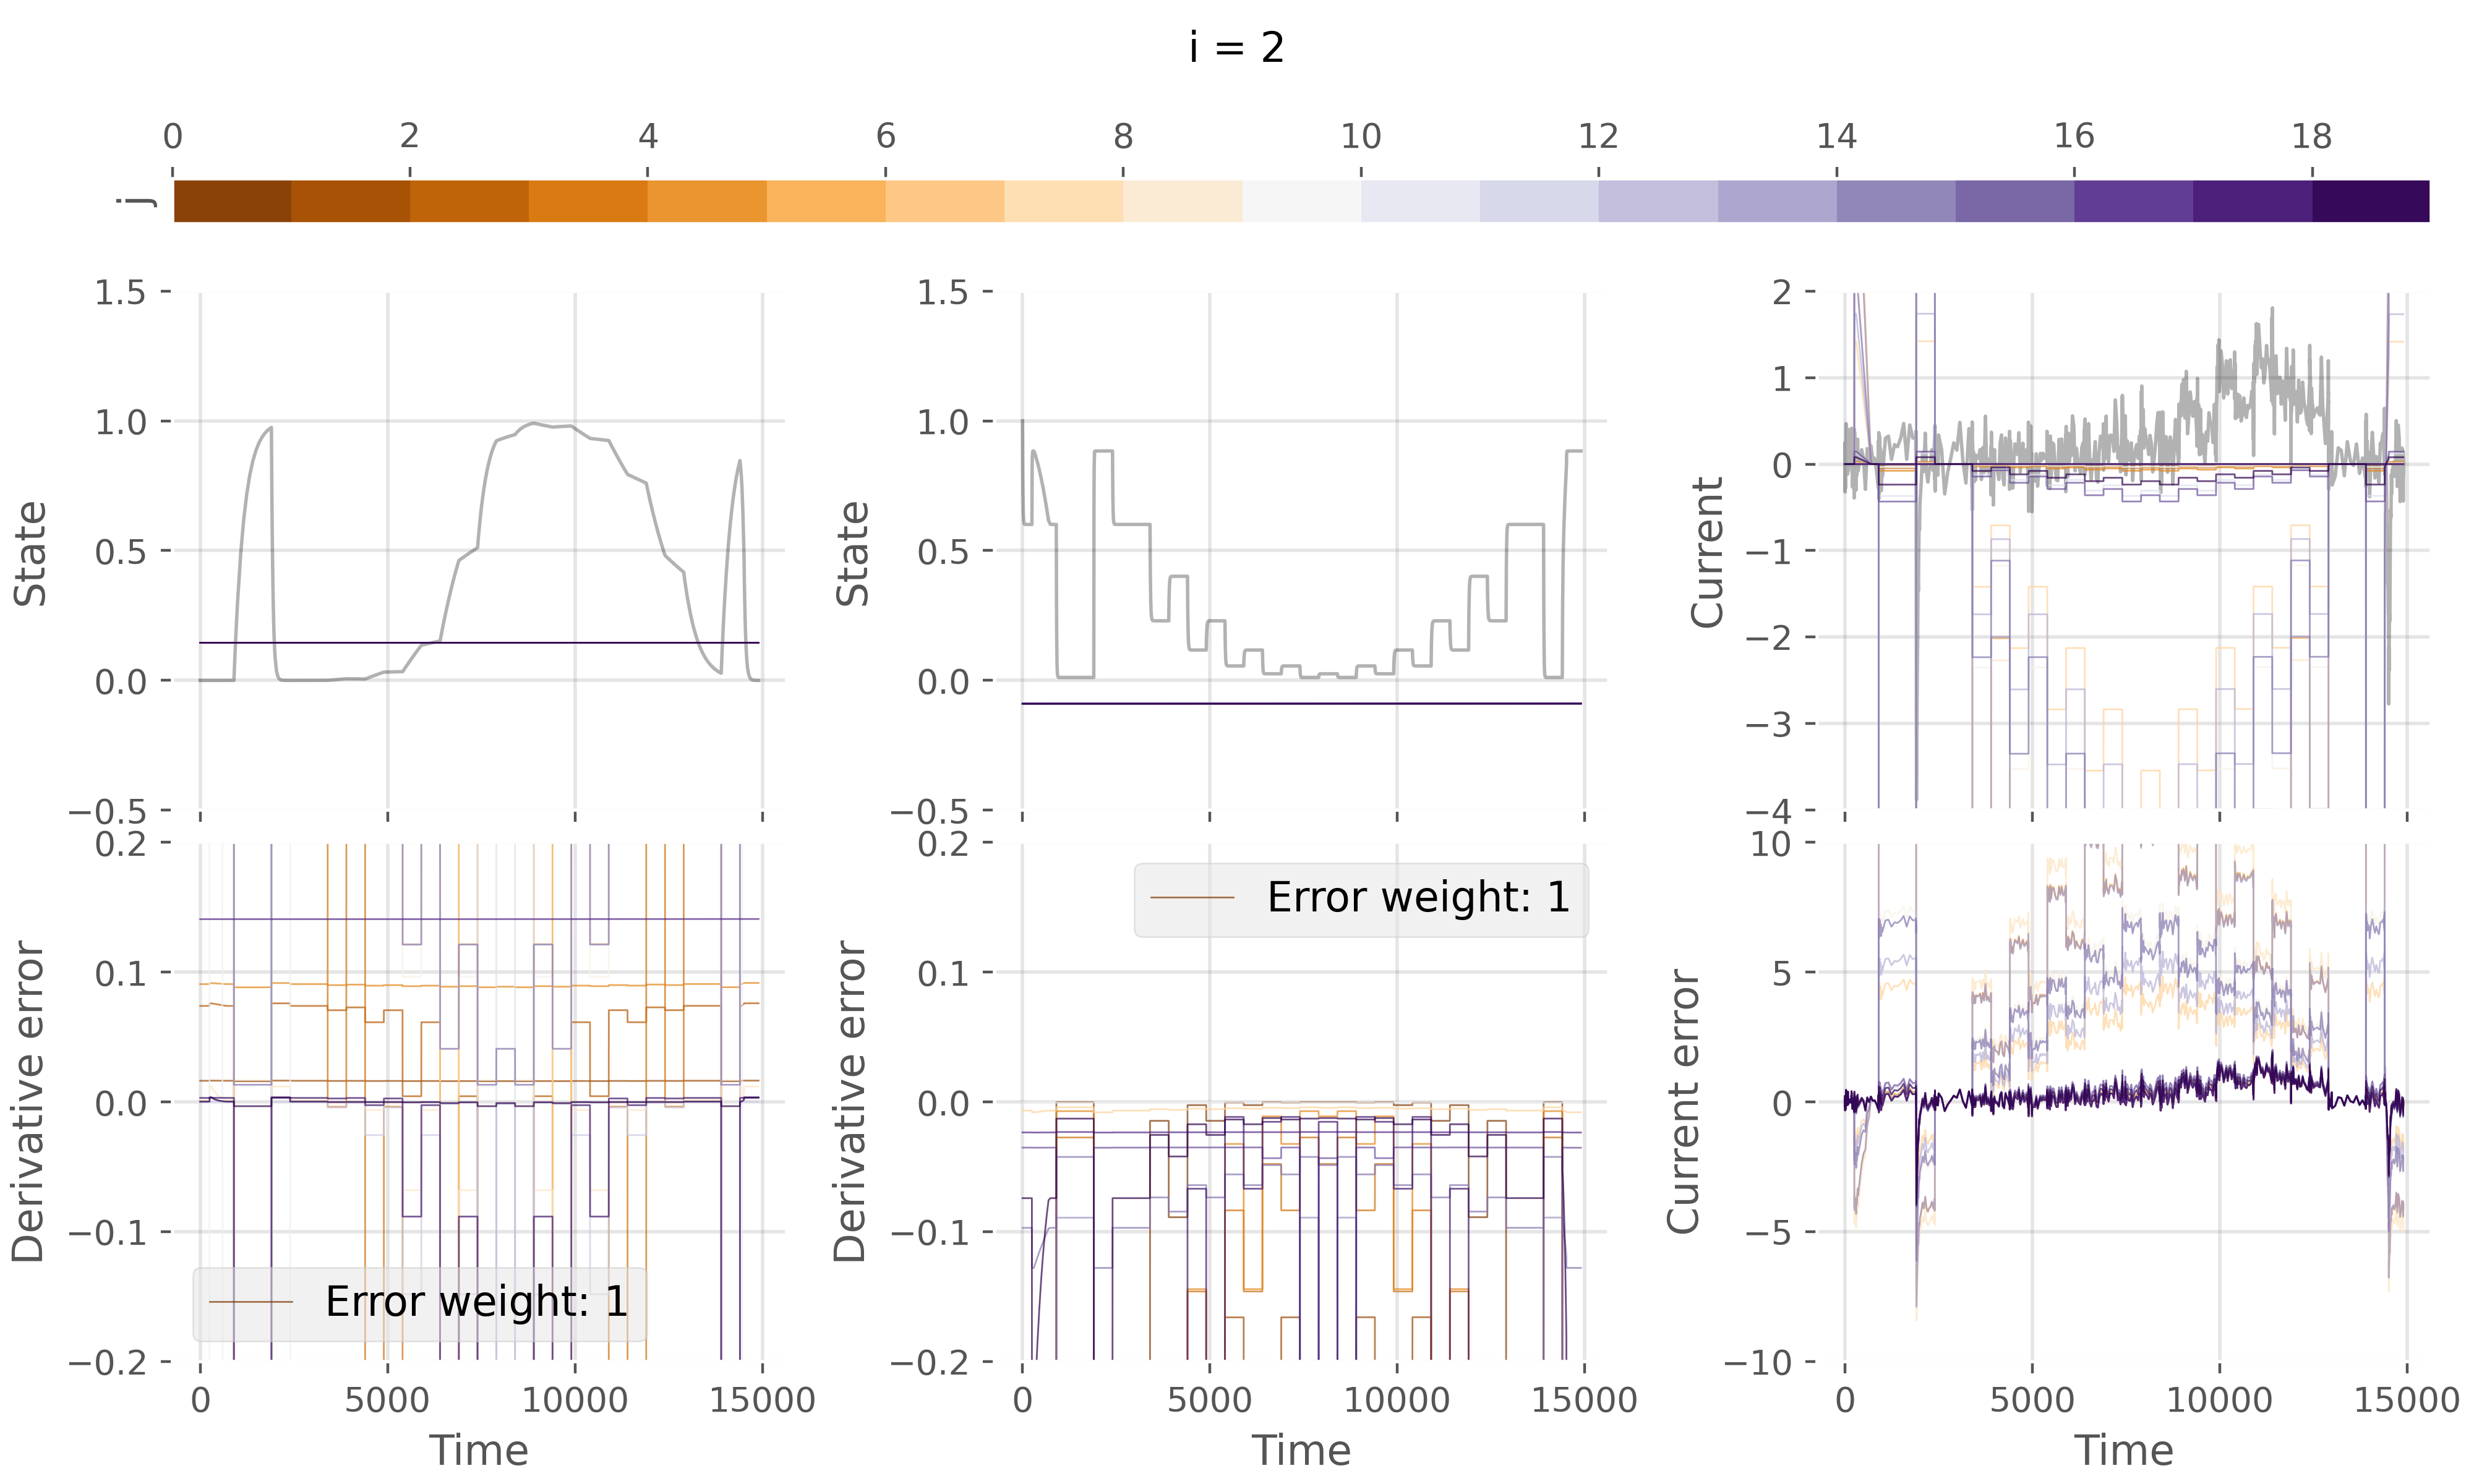 i = 2
0 2 4 6 8 10 12 14 16 18
j
1.5 1.0 0.5 0.0 −0.5
State
1.5 1.0 0.5 0.0 −0.5
State
2 1 0 −1 −2 −3 −4
Current
0.2 0.1 0.0 −0.1 −0.2
Derivative error
Error weight: 1
0 5000 10000 15000
Time
0.2 0.1 0.0 −0.1 −0.2
Derivative error
Error weight: 1
0 5000 10000 15000
Time
10 5 0 −5 −10
Current error
0 5000 10000 15000
Time